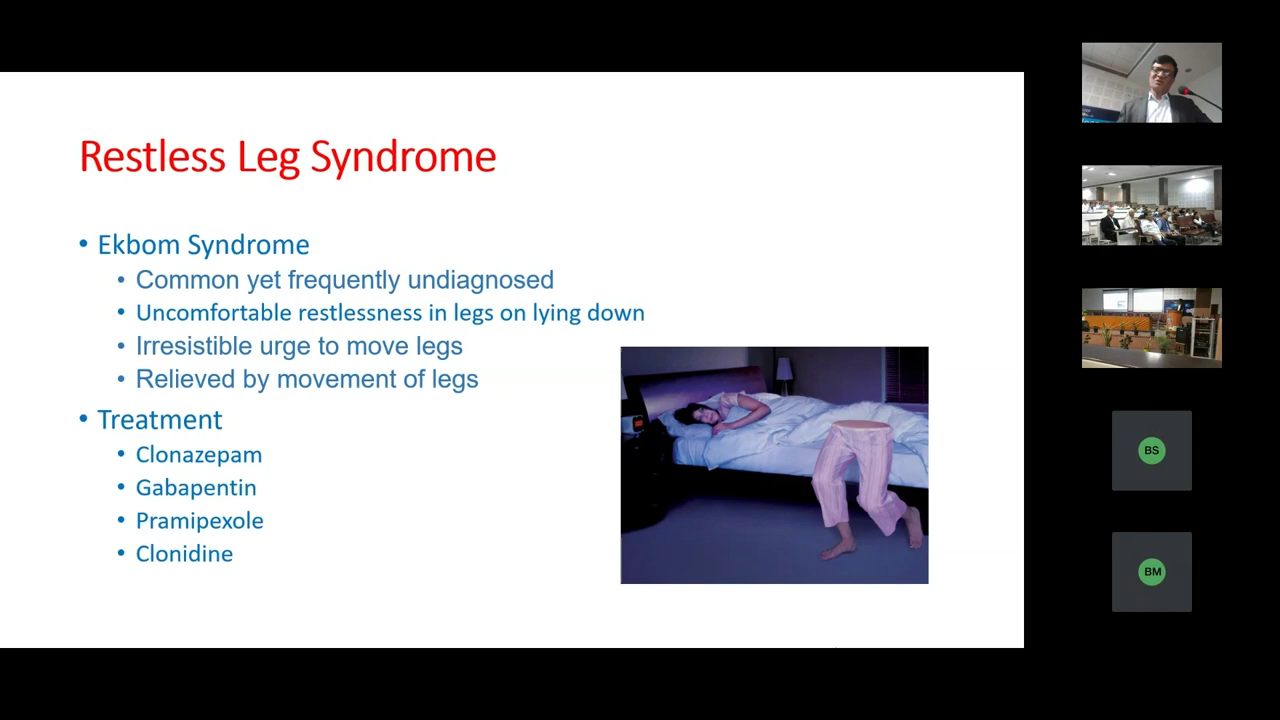 Restless Leg Syndrome
• Ekbom Syndrome
• Common yet frequently undiagnosed
• Uncomfortable restlessness in legs on lying down
• Irresistible urge to move legs
• Relieved by movement of legs
• Treatment
• Clonazepam
• Gabapentin
• Pramipexole
• Clonidine
BS
BM